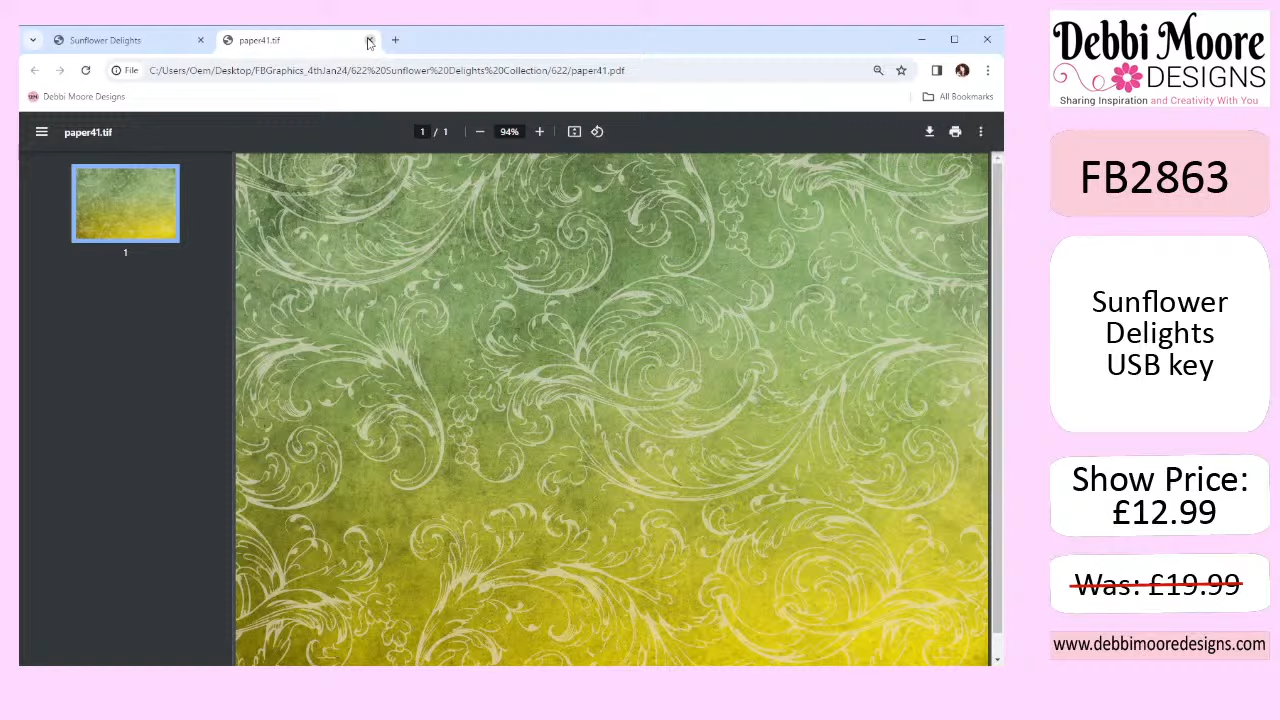 Sunflower Delights
paper41.tif
File
C:/Users/Oem/Desktop/FBGraphics_4thJan24/622%20Sunflower%20Delights%20Collection/622/paper41.pdf
Debbi Moore Designs
All Bookmarks
paper41.tif
1 / 1
94%
1
Debbi Moore
DESIGNS
Sharing Inspiration and Creativity With You
FB2863
Sunflower
Delights
USB key
Show Price:
£12.99
Was: £19.99
www.debbimooredesigns.com